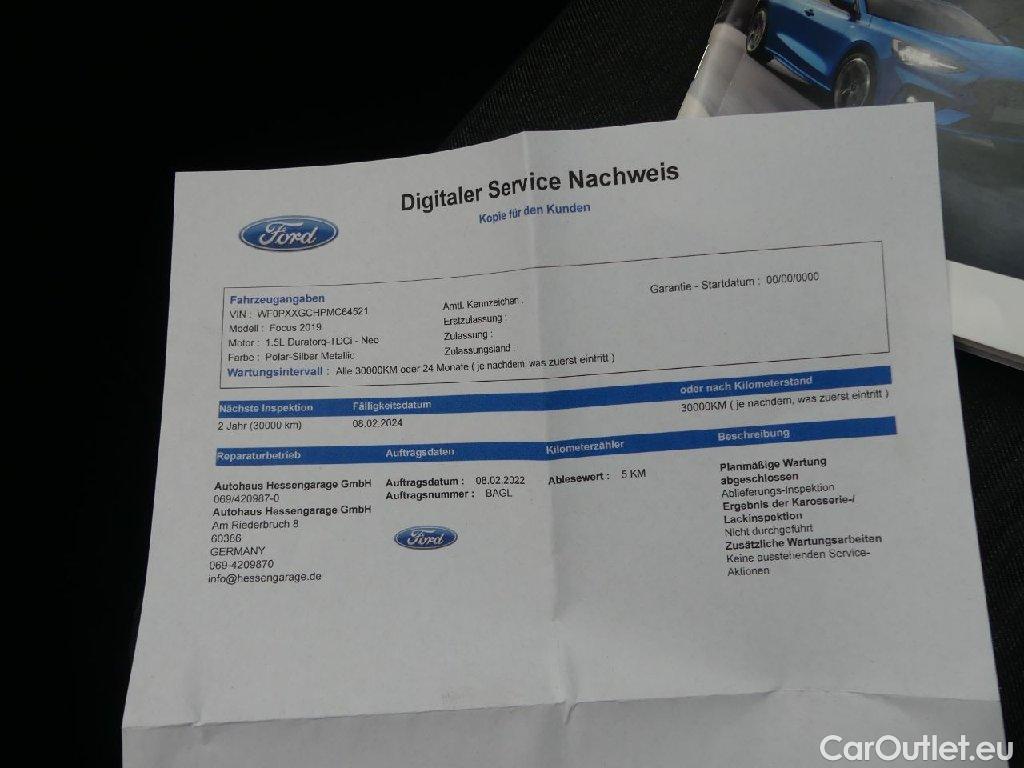 Digitaler Service Nachweis
Kopie für den Kunden
Ford
Fahrzeugangaben
VIN : WF0PXXGCHPMC64521
Modell : Focus 2019
Motor : 1.5L Duratorq-TDCi - Neo
Farbe : Polar-Silber Metallic
Amtl. Kennzeichen :
Erstzulassung :
Zulassung :
Zulassungsland :
Garantie - Startdatum : 00/00/0000
Wartungsintervall : Alle 30000KM oder 24 Monate ( je nachdem, was zuerst eintritt )
Nächste Inspektion Fälligkeitsdatum oder nach Kilometerstand
2 Jahr (30000 km) 08.02.2024 30000KM ( je nachdem, was zuerst eintritt )
Reparaturbetrieb Auftragsdaten Kilometerzähler Beschreibung
Autohaus Hessengarage GmbH
069/420987-0
Autohaus Hessengarage GmbH
Am Riederbruch 8
60386
GERMANY
069-4209870
info@hessengarage.de
Auftragsdatum : 08.02.2022
Auftragsnummer : BAGL
Ford
Ablesewert : 5 KM
Planmäßige Wartung
abgeschlossen
Ablieferungs-Inspektion
Ergebnis der Karosserie-/
Lackinspektion
Nicht durchgeführt
Zusätzliche Wartungsarbeiten
Keine ausstehenden Service-
Aktionen
CarOutlet.eu